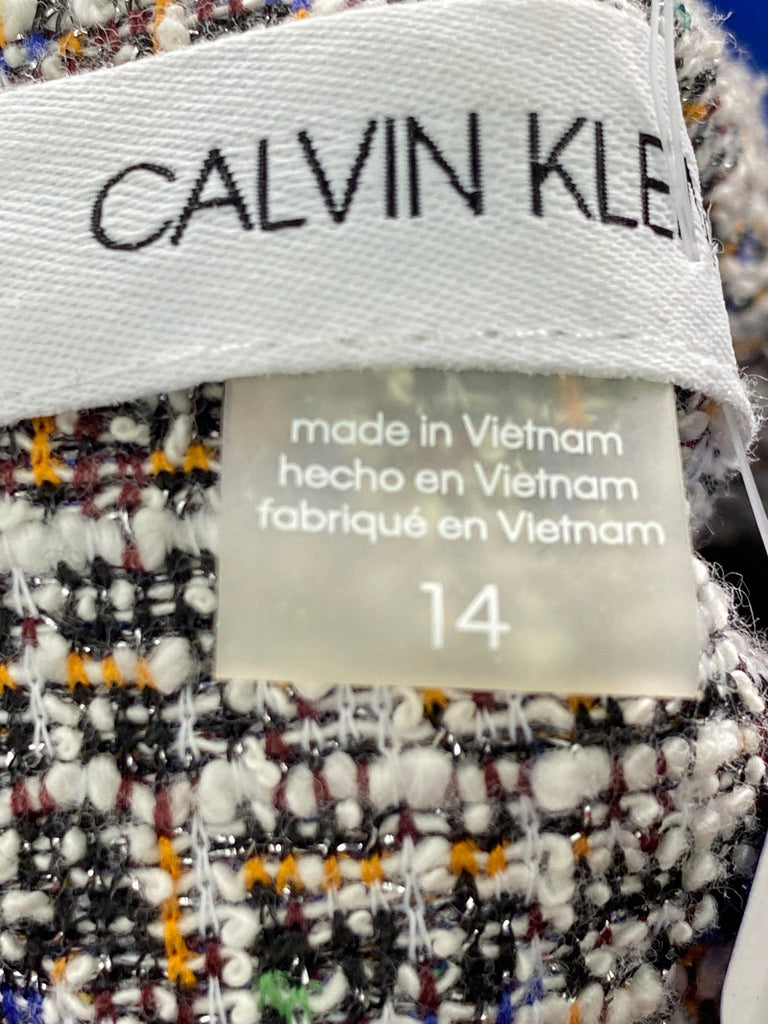 CALVIN KLE
made in Vietnam
hecho en Vietnam
fabriqué en Vietnam
14